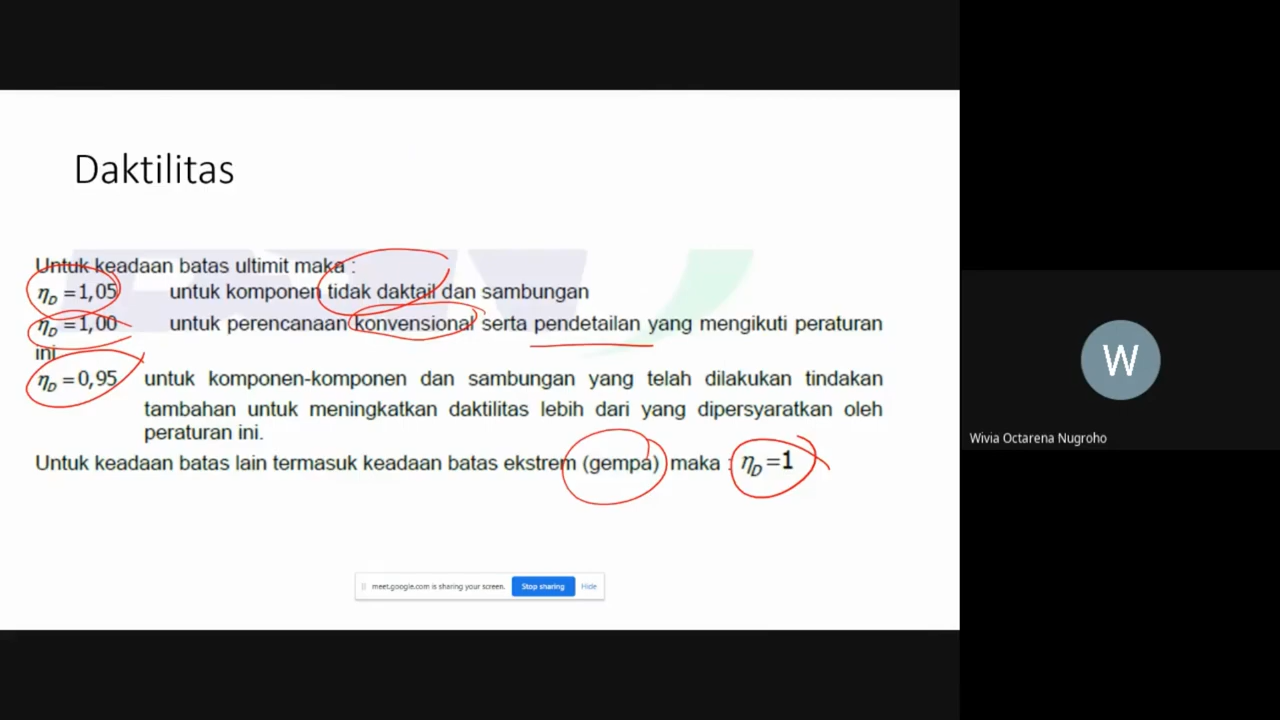 Daktilitas
Untuk keadaan batas ultimit maka :
ηD =1,05 untuk komponen tidak daktail dan sambungan
ηD =1,00 untuk perencanaan konvensional serta pendetailan yang mengikuti peraturan
ini
ηD =0,95 untuk komponen-komponen dan sambungan yang telah dilakukan tindakan
tambahan untuk meningkatkan daktilitas lebih dari yang dipersyaratkan oleh
peraturan ini.
Untuk keadaan batas lain termasuk keadaan batas ekstrem (gempa) maka : ηD =1
meet.google.com is sharing your screen. Stop sharing Hide
W
Wivia Octarena Nugroho